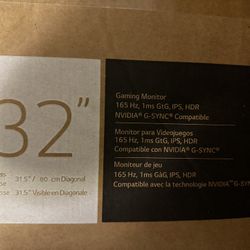 32”
31.5” / 80 cm Diagonal
31.5” Visible en Diagonale
Gaming Monitor
165 Hz, 1ms GtG, IPS, HDR
NVIDIA® G-SYNC® Compatible
Monitor para Videojuegos
165 Hz, 1ms GtG, IPS, HDR
Compatible con NVIDIA® G-SYNC®
Moniteur de jeu
165 Hz, 1ms GàG, IPS, HDR
Compatible avec la technologie NVIDIA® G-SYN